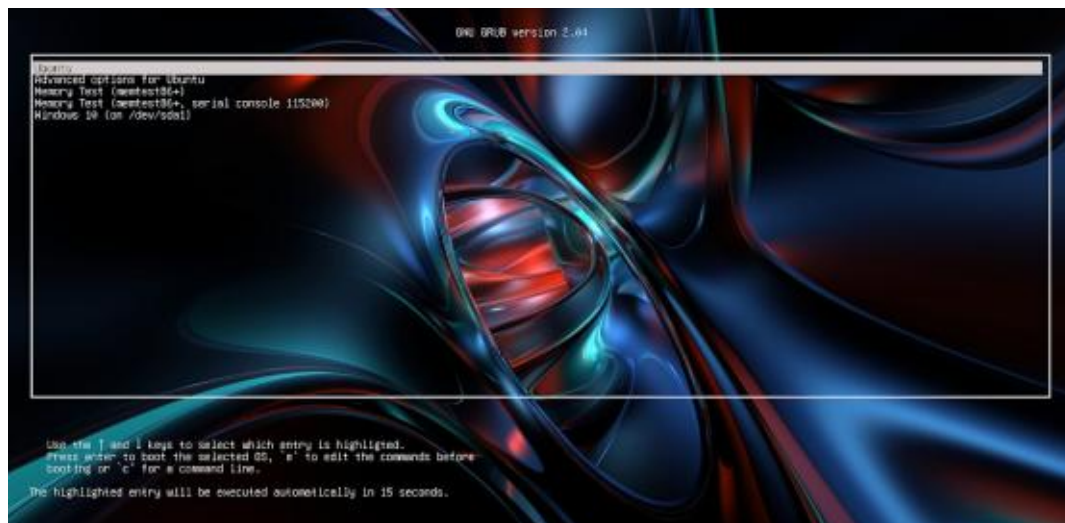 GNU GRUB version 2.04
Ubuntu
Advanced options for Ubuntu
Memory Test (memtest86+)
Memory Test (memtest86+, serial console 115200)
Windows 10 (on /dev/sda1)
Use the ↑ and ↓ keys to select which entry is highlighted.
Press enter to boot the selected OS, `e' to edit the commands before
booting or `c' for a command line.
The highlighted entry will be executed automatically in 15 seconds.